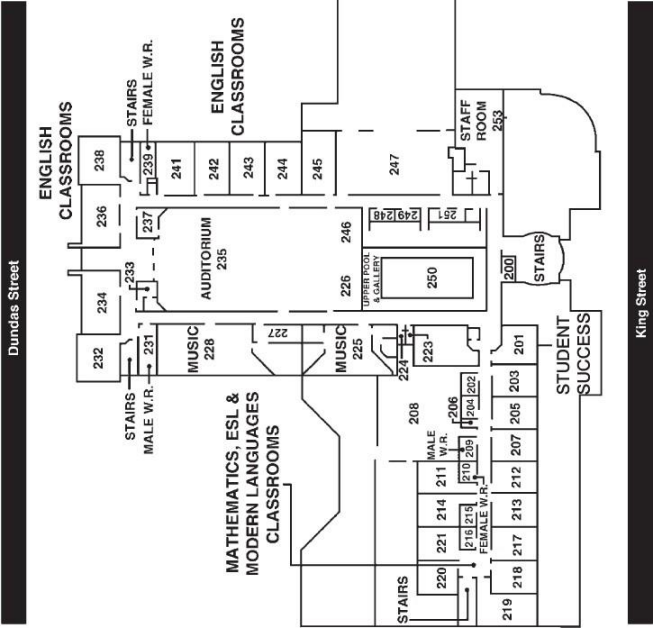 Dundas Street
King Street
ENGLISH
CLASSROOMS
STAIRS
FEMALE W.R.
ENGLISH
CLASSROOMS
238
239
241
242
243
244
245
247
STAFF
ROOM
253
236
237
233
234
232
231
STAIRS
MALE W.R.
AUDITORIUM
235
246
226
248
249
251
UPPER POOL
& GALLERY
250
200
STAIRS
MUSIC
228
227
MUSIC
225
224
223
201
STUDENT
SUCCESS
202
203
204
205
206
208
MALE
W.R.
209
207
210
211
212
FEMALE W.R.
214
215
213
216
221
217
220
218
219
STAIRS
MATHEMATICS, ESL &
MODERN LANGUAGES
CLASSROOMS